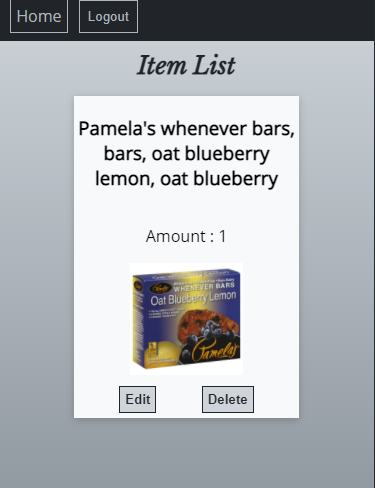 Home Logout
Item List
Pamela's whenever bars,
bars, oat blueberry
lemon, oat blueberry
Amount : 1
WHENEVER BARS
Oat Blueberry Lemon
Pamela's
Edit Delete